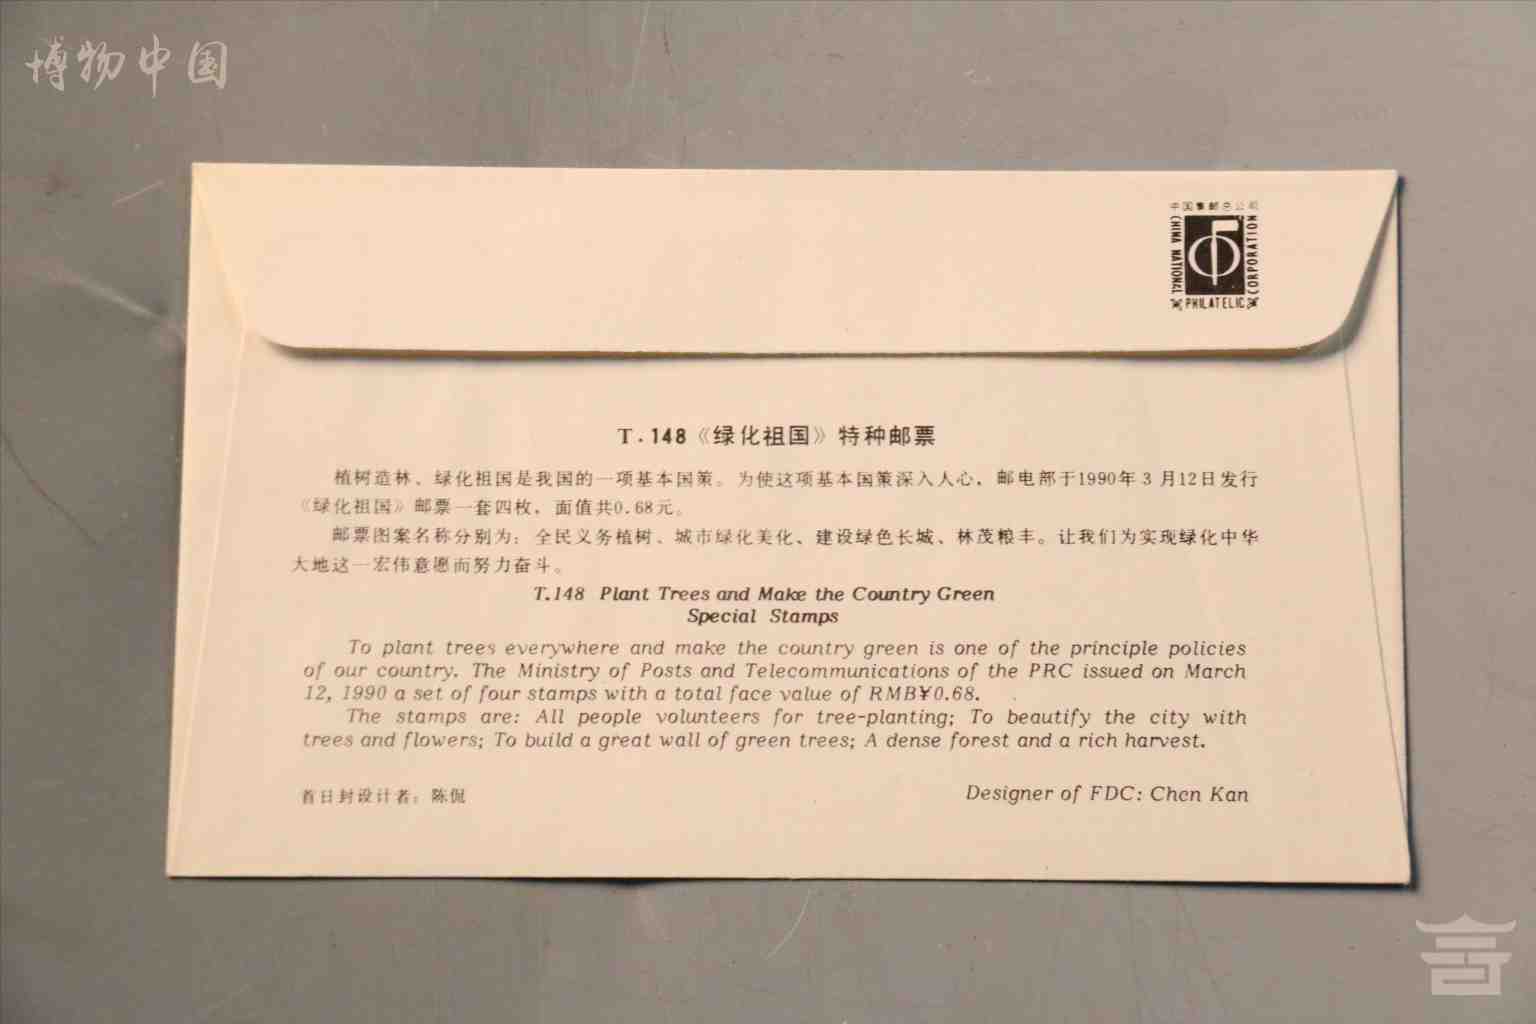 博物中国
中国集邮总公司
CHINA NATIONAL
PHILATELIC
CORPORATION
T.148《绿化祖国》特种邮票
植树造林、绿化祖国是我国的一项基本国策。为使这项基本国策深入人心，邮电部于1990年3月12日发行
《绿化祖国》邮票一套四枚，面值共0.68元。
邮票图案名称分别为：全民义务植树、城市绿化美化、建设绿色长城、林茂粮丰。让我们为实现绿化中华
大地这一宏伟意愿而努力奋斗。
T.148 Plant Trees and Make the Country Green
Special Stamps
To plant trees everywhere and make the country green is one of the principle policies
of our country. The Ministry of Posts and Telecommunications of the PRC issued on March
12, 1990 a set of four stamps with a total face value of RMB¥0.68.
The stamps are: All people volunteers for tree-planting; To beautify the city with
trees and flowers; To build a great wall of green trees; A dense forest and a rich harvest.
首日封设计者：陈侃
Designer of FDC: Chen Kan